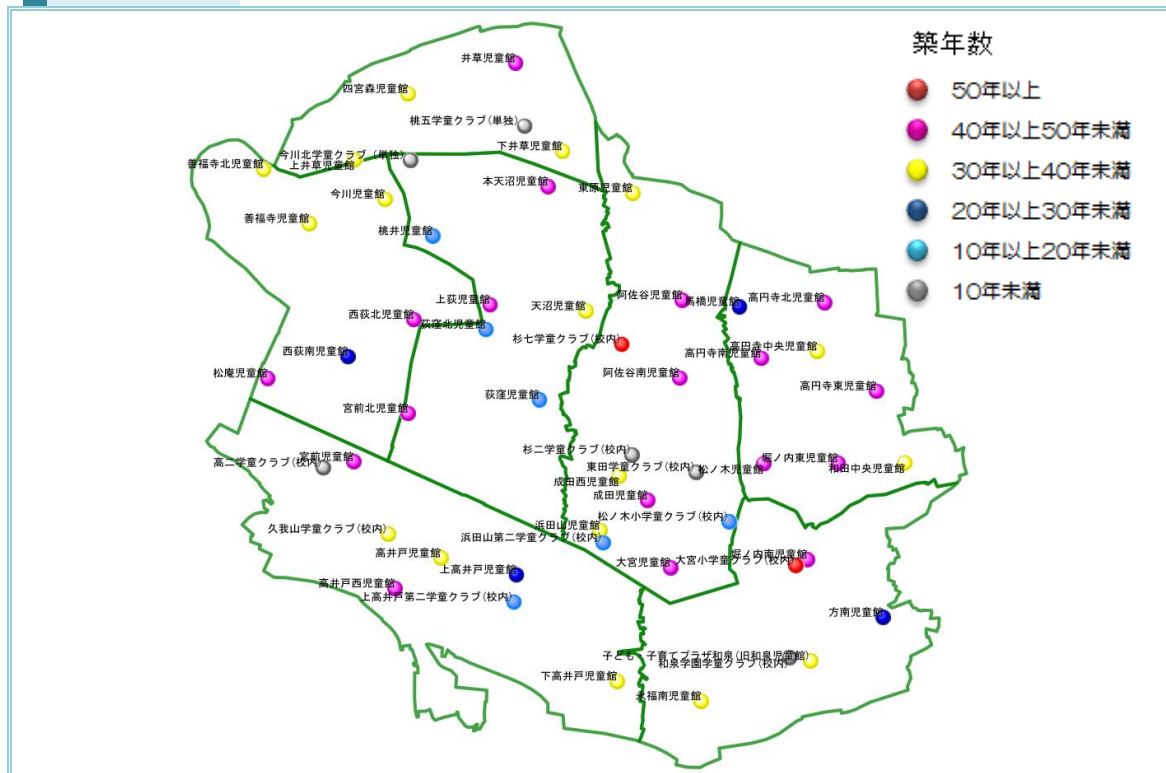 築年数
50年以上
40年以上50年未満
30年以上40年未満
20年以上30年未満
10年以上20年未満
10年未満
井草児童館
四宮森児童館
桃五学童クラブ(単独)
下井草児童館
今川北学童クラブ(単独)
上井草児童館
善福寺北児童館
本天沼児童館
東原児童館
今川児童館
善福寺児童館
桃井児童館
上荻児童館
天沼児童館
阿佐谷児童館
馬橋児童館
高円寺北児童館
西荻北児童館
荻窪北児童館
杉七学童クラブ(校内)
高円寺中央児童館
高円寺南児童館
西荻南児童館
松庵児童館
阿佐谷南児童館
高円寺東児童館
荻窪児童館
宮前北児童館
杉二学童クラブ(校内)
宮前児童館
高二学童クラブ(校内)
東田学童クラブ(校内)
松ノ木児童館
堀ノ内東児童館
和田中央児童館
成田西児童館
成田児童館
松ノ木小学童クラブ(校内)
久我山学童クラブ(校内)
浜田山児童館
浜田山第二学童クラブ(校内)
高井戸児童館
上高井戸児童館
大宮児童館
大宮小学童クラブ(校内)
堀ノ内南児童館
高井戸西児童館
上高井戸第二学童クラブ(校内)
方南児童館
子ども・子育てプラザ和泉(旧和泉児童館)
和泉学園学童クラブ(校内)
下高井戸児童館
永福南児童館